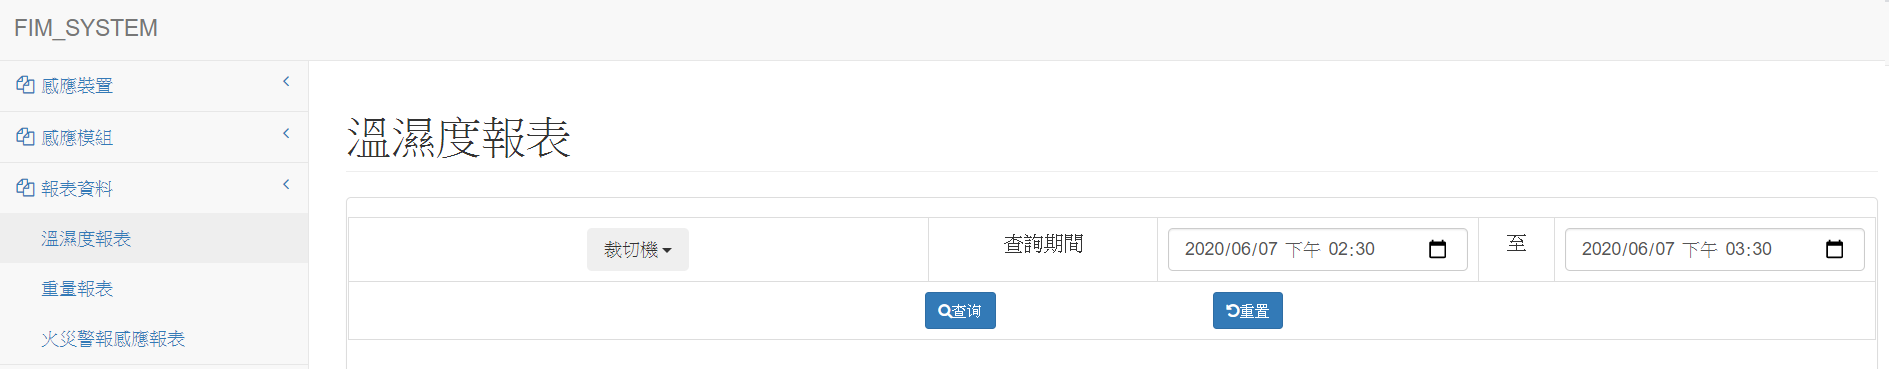 FIM_SYSTEM
感應裝置
感應模組
報表資料
溫濕度報表
重量報表
火災警報感應報表
溫濕度報表
裁切機 查詢期間 2020/06/07 下午 02:30 至 2020/06/07 下午 03:30
查询 重置